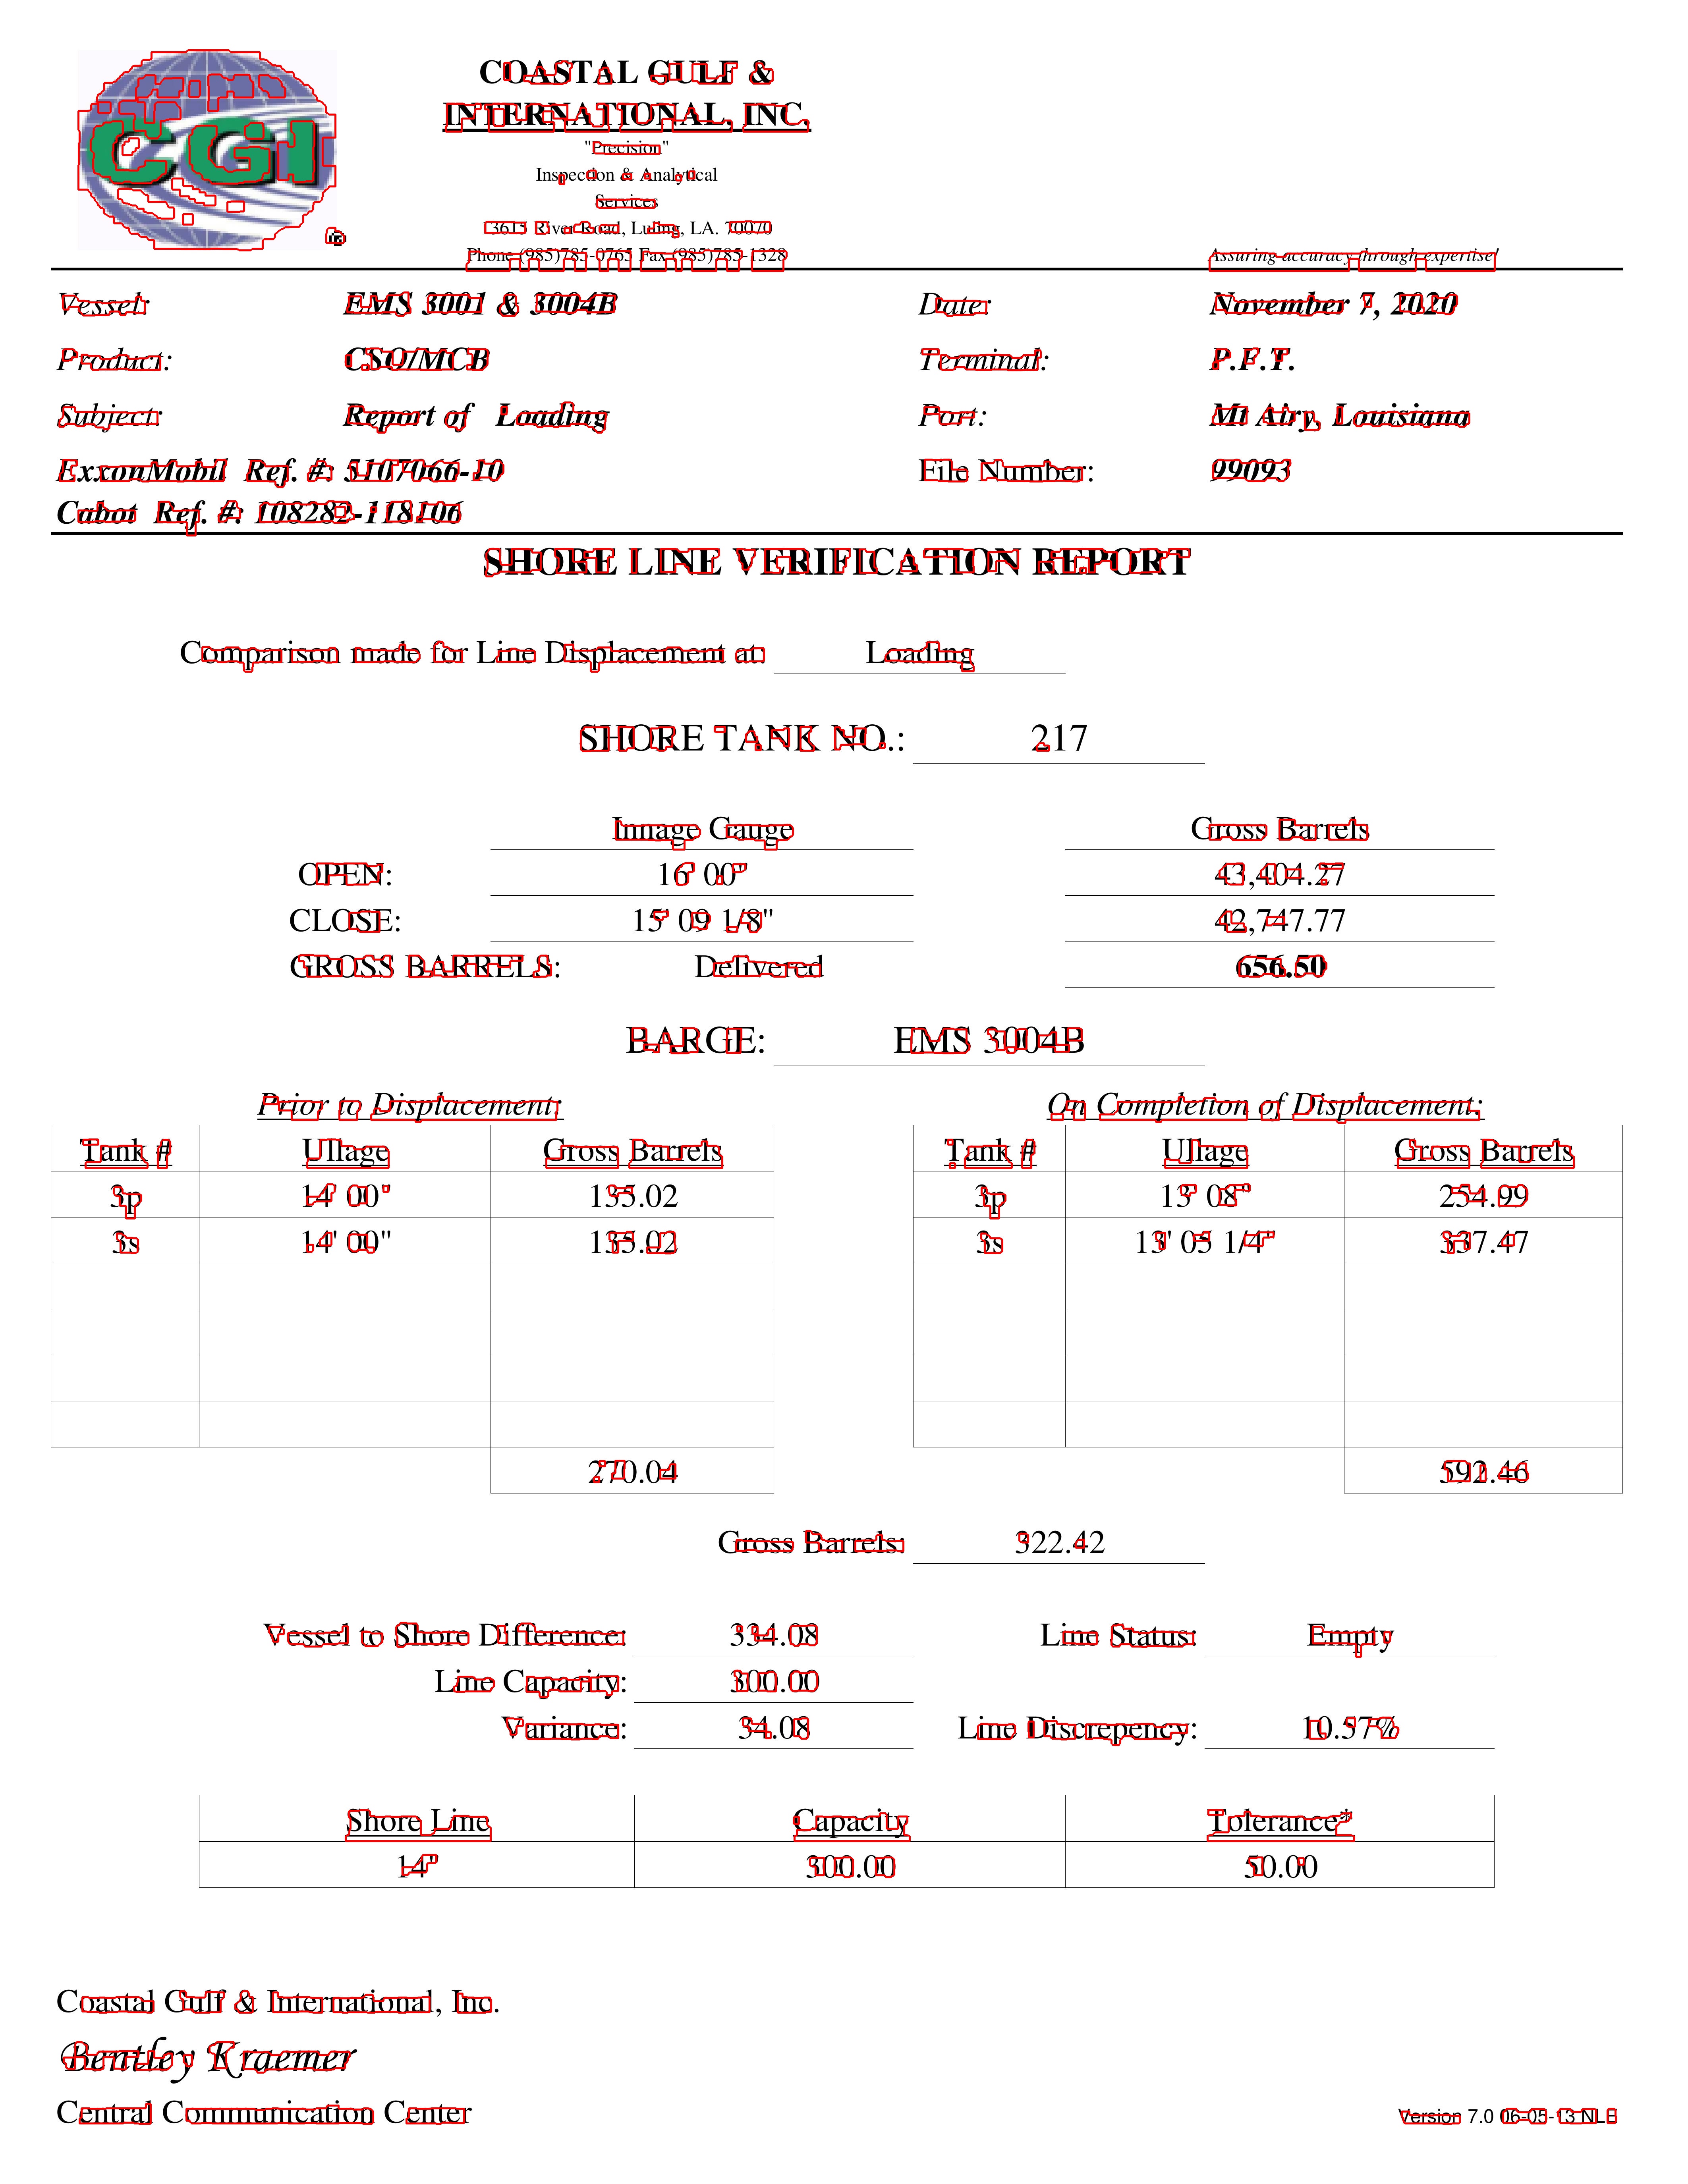 CGI
®
COASTAL GULF &
INTERNATIONAL, INC.
"Precision"
Inspection & Analytical
Services
13615 River Road, Luling, LA. 70070
Phone (985)785-0765 Fax (985)785-1328
Assuring accuracy through expertise'
Vessel: EMS 3001 & 3004B Date: November 7, 2020
Product: CSO/MCB Terminal: P.F.T.
Subject: Report of Loading Port: Mt Airy, Louisiana
ExxonMobil Ref. #: 5107066-10 File Number: 99093
Cabot Ref. #: 108282-118106
SHORE LINE VERIFICATION REPORT
Comparison made for Line Displacement at: Loading
SHORE TANK NO.: 217
Innage Gauge Gross Barrels
OPEN: 16' 00" 43,404.27
CLOSE: 15' 09 1/8" 42,747.77
GROSS BARRELS: Delivered 656.50
BARGE: EMS 3004B
Prior to Displacement: On Completion of Displacement:
Tank # Ullage Gross Barrels Tank # Ullage Gross Barrels
3p 14' 00" 135.02 3p 13' 08" 254.99
3s 14' 00" 135.02 3s 13' 05 1/4" 337.47
270.04 592.46
Gross Barrels: 322.42
Vessel to Shore Difference: 334.08 Line Status: Empty
Line Capacity: 300.00
Variance: 34.08 Line Discrepency: 10.57%
Shore Line Capacity Tolerance*
14" 300.00 50.00
Coastal Gulf & International, Inc.
Bentley Kraemer
Central Communication Center
Version 7.0 06-05-13 NLB